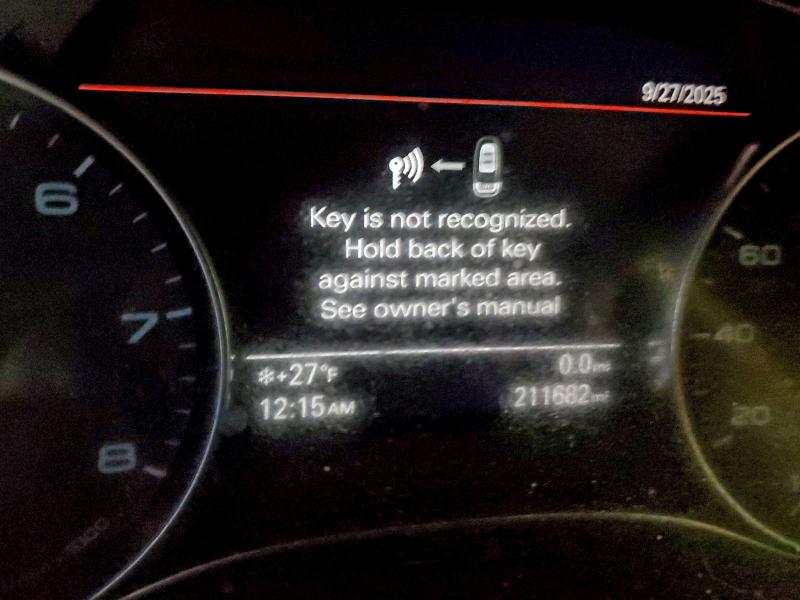 9/27/2025
6
Key is not recognized.
Hold back of key
against marked area.
See owner's manual
60
7
40
❄+27°F
0.0mi
12:15AM
211682mi
20
8